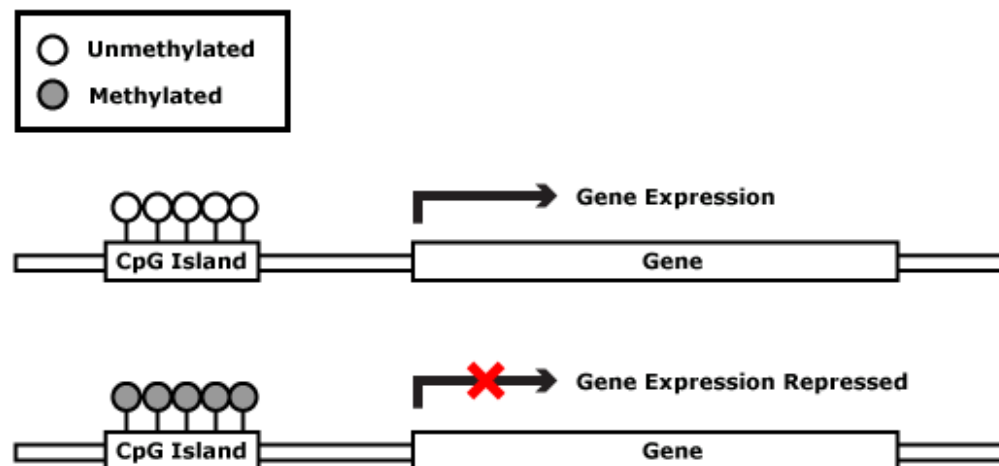 Unmethylated
Methylated
Gene Expression
CpG Island
Gene
Gene Expression Repressed
CpG Island
Gene